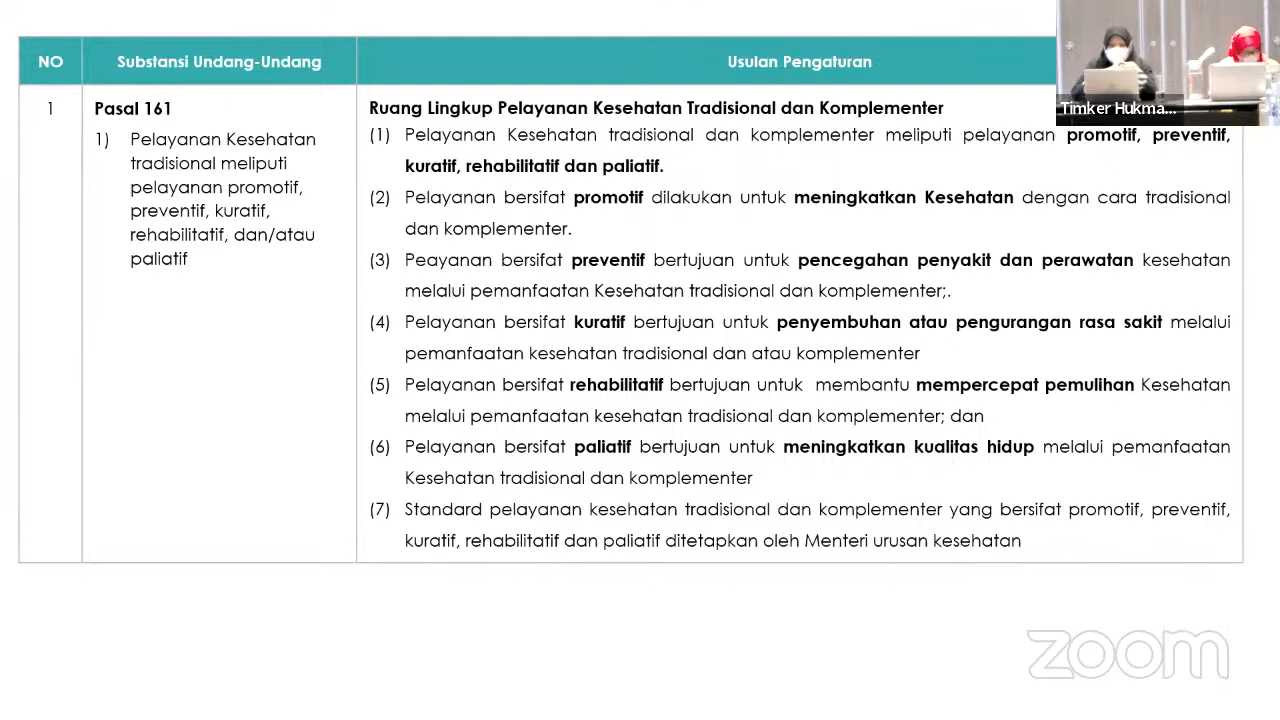 NO Substansi Undang-Undang Usulan Pengaturan
1 Pasal 161
1) Pelayanan Kesehatan
tradisional meliputi
pelayanan promotif,
preventif, kuratif,
rehabilitatif, dan/atau
paliatif
Ruang Lingkup Pelayanan Kesehatan Tradisional dan Komplementer
(1) Pelayanan Kesehatan tradisional dan komplementer meliputi pelayanan promotif, preventif,
kuratif, rehabilitatif dan paliatif.
(2) Pelayanan bersifat promotif dilakukan untuk meningkatkan Kesehatan dengan cara tradisional
dan komplementer.
(3) Peayanan bersifat preventif bertujuan untuk pencegahan penyakit dan perawatan kesehatan
melalui pemanfaatan Kesehatan tradisional dan komplementer;.
(4) Pelayanan bersifat kuratif bertujuan untuk penyembuhan atau pengurangan rasa sakit melalui
pemanfaatan kesehatan tradisional dan atau komplementer
(5) Pelayanan bersifat rehabilitatif bertujuan untuk membantu mempercepat pemulihan Kesehatan
melalui pemanfaatan kesehatan tradisional dan komplementer; dan
(6) Pelayanan bersifat paliatif bertujuan untuk meningkatkan kualitas hidup melalui pemanfaatan
Kesehatan tradisional dan komplementer
(7) Standard pelayanan kesehatan tradisional dan komplementer yang bersifat promotif, preventif,
kuratif, rehabilitatif dan paliatif ditetapkan oleh Menteri urusan kesehatan
Timker Hukma...
zoom